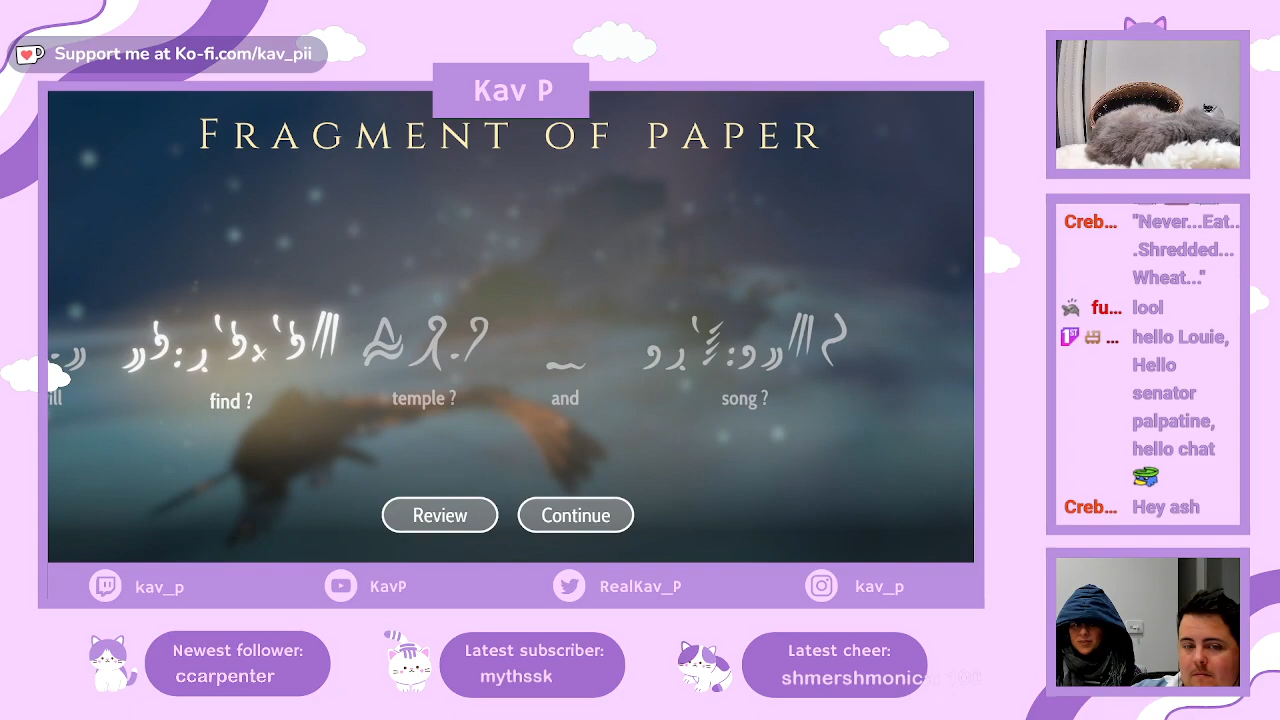 Support me at Ko-fi.com/kav_pii
Kav P
FRAGMENT OF PAPER
ill
find ?
temple ?
and
song ?
Review
Continue
kav_p
KavP
RealKav_P
kav_p
Newest follower:
ccarpenter
Latest subscriber:
mythssk
Latest cheer:
shmershmonica: 100
Creb... "Never...Eat..
.Shredded...
Wheat..."
fu... lool
... hello Louie,
Hello
senator
palpatine,
hello chat
Creb... Hey ash